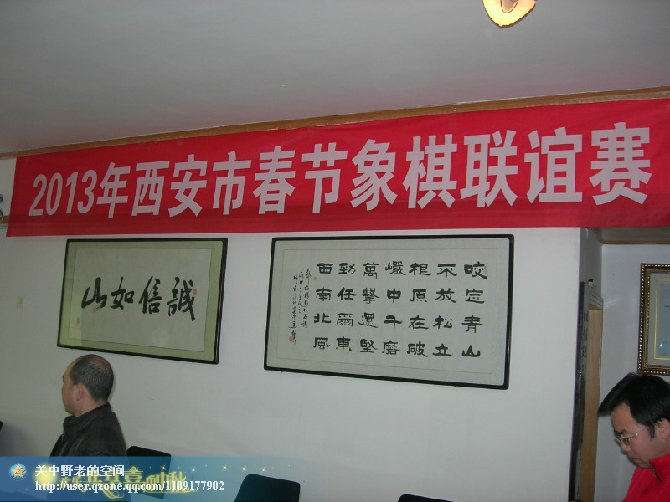 2013年西安市春节象棋联谊赛
誠信如山
咬定青山
不放松立
根原在破
巖中千磨
萬擊還堅
勁任爾東
西南北風
关中野老的空间
http://user.qzone.qq.com/1109177902